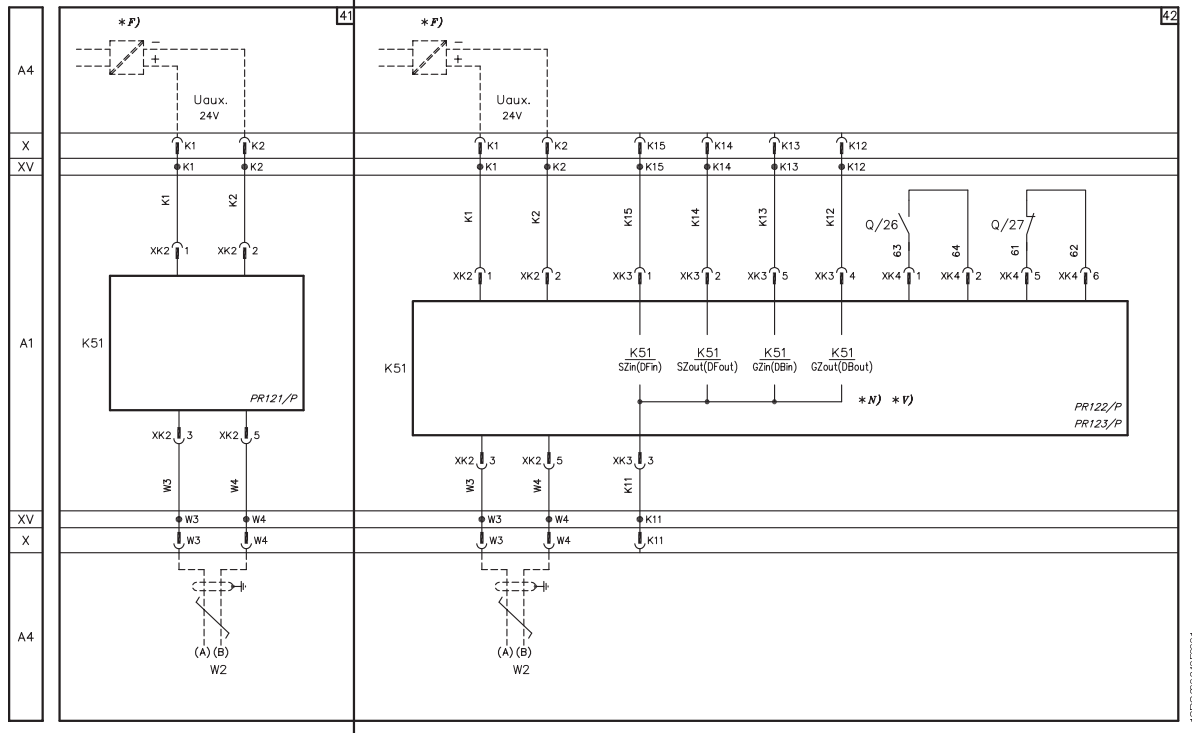 41
42
*F)
*F)
A4
−
+
−
+
Uaux.
24V
Uaux.
24V
X
K1
K2
K1
K2
K15
K14
K13
K12
XV
K1
K2
K1
K2
K15
K14
K13
K12
K1
K2
K1
K2
K15
K14
K13
K12
Q/26
Q/27
63
64
61
62
XK2 1
XK2 2
XK2 1
XK2 2
XK3 1
XK3 2
XK3 5
XK3 4
XK4 1
XK4 2
XK4 5
XK4 6
A1
K51
K51
K51
SZin(DFin)
K51
SZout(DFout)
K51
GZin(DBin)
K51
GZout(DBout)
*N) *V)
PR121/P
PR122/P
PR123/P
XK2 3
XK2 5
XK2 3
XK2 5
XK3 3
W3
W4
W3
W4
K11
XV
W3
W4
W3
W4
K11
X
W3
W4
W3
W4
K11
A4
(A) (B)
W2
(A) (B)
W2